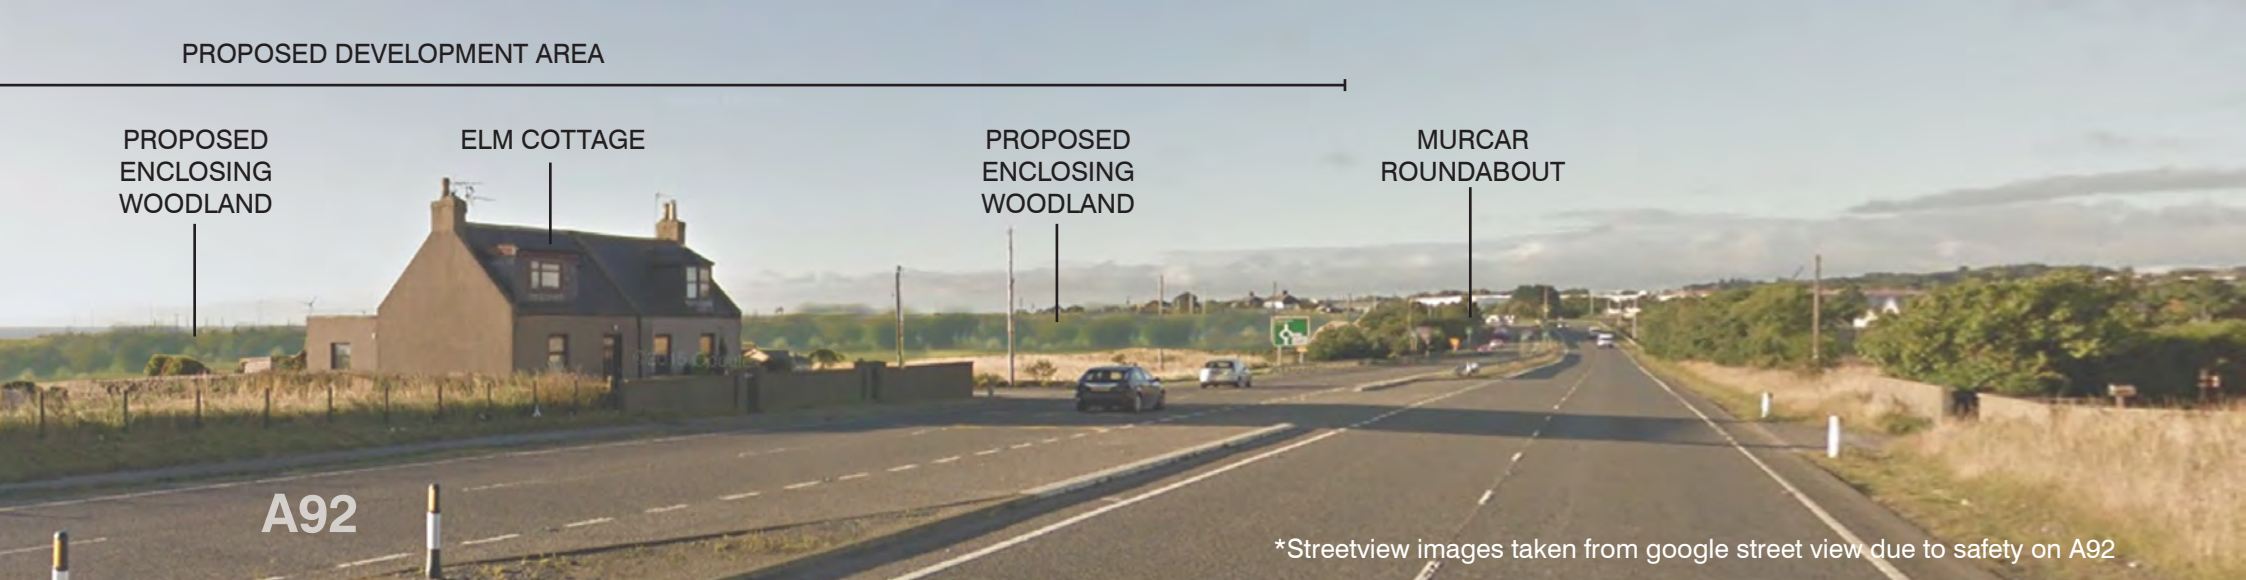 PROPOSED DEVELOPMENT AREA
PROPOSED
ENCLOSING
WOODLAND
ELM COTTAGE
PROPOSED
ENCLOSING
WOODLAND
MURCAR
ROUNDABOUT
A92
*Streetview images taken from google street view due to safety on A92